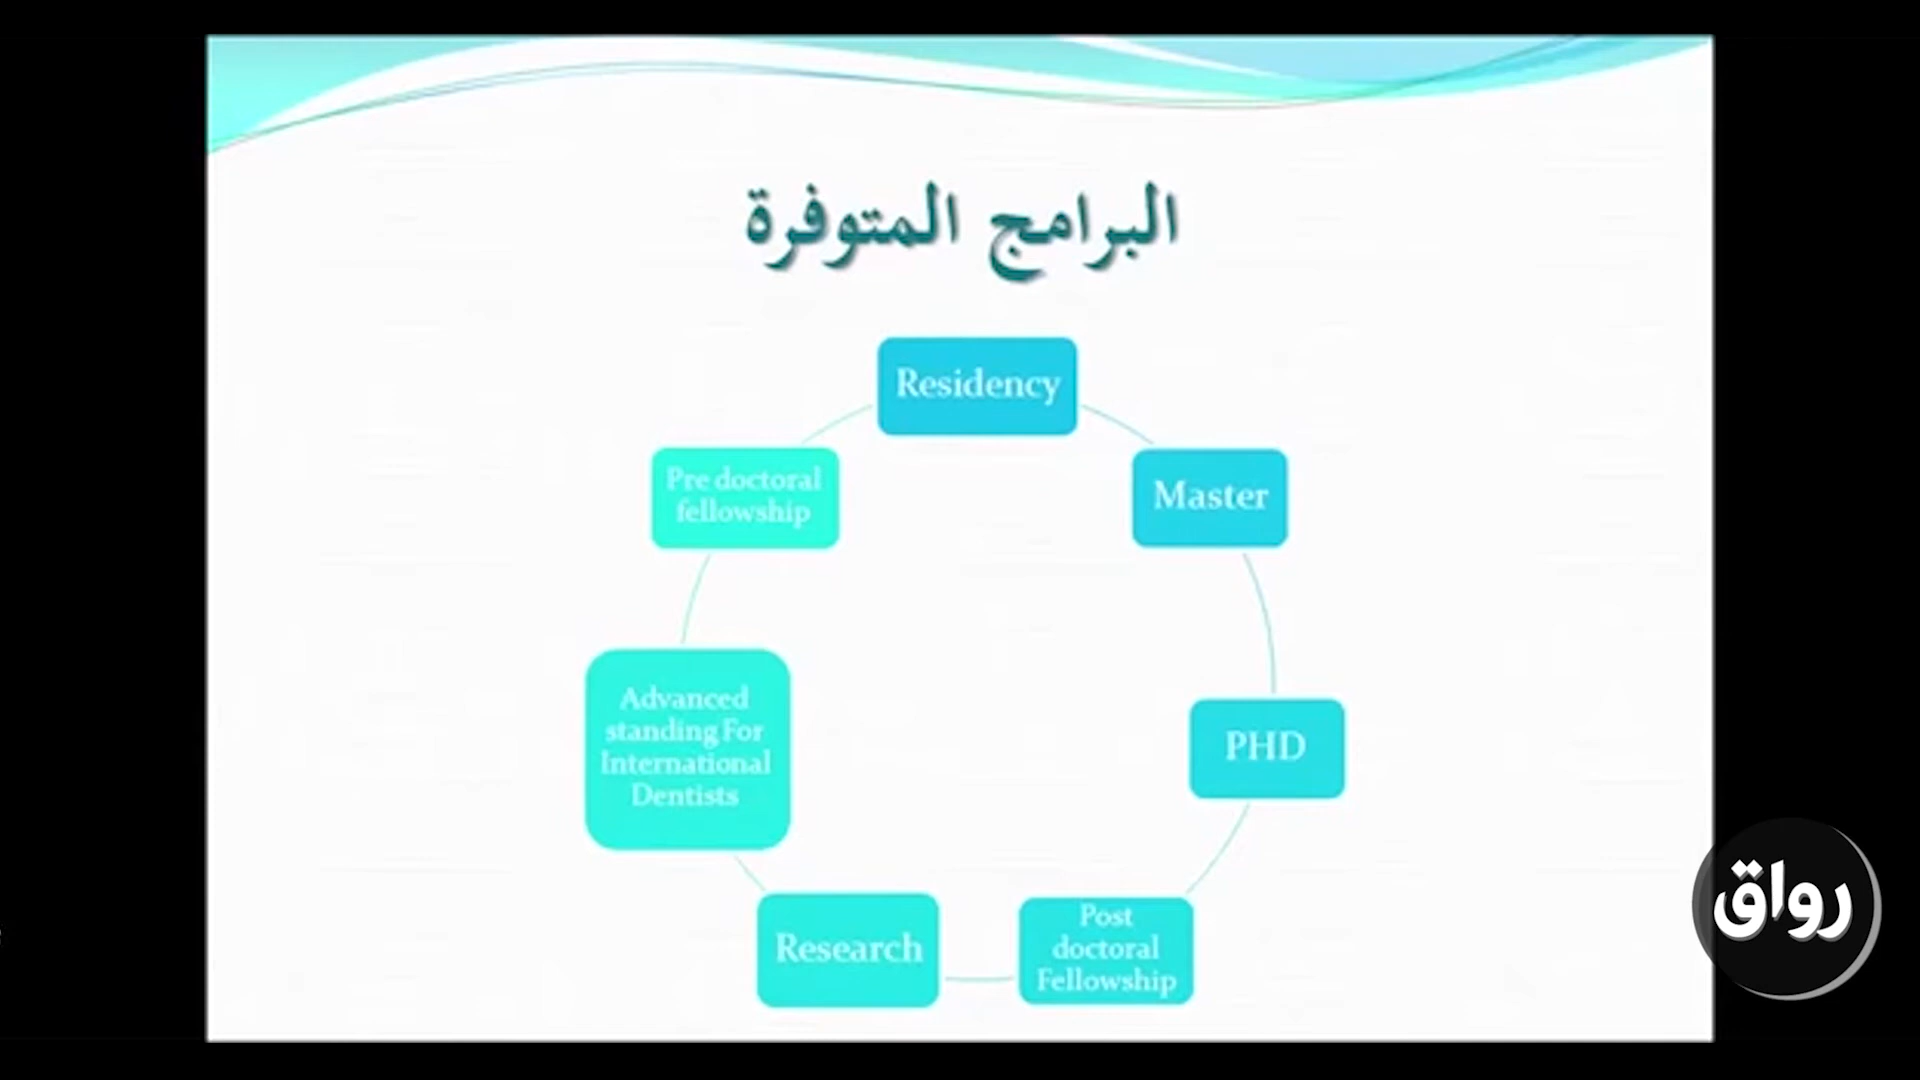 البرامج المتوفرة
Residency
Master
PHD
Post
doctoral
Fellowship
Research
Advanced
standing For
International
Dentists
Pre doctoral
fellowship
رواق